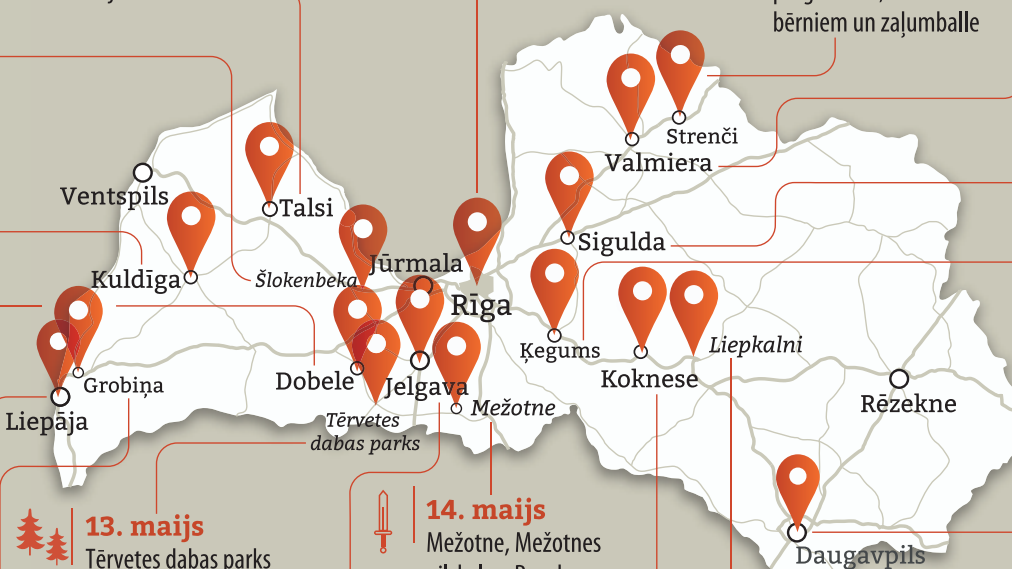 bērniem un zaļumballe
Strenči
Valmiera
Ventspils
Talsi
Sigulda
Jūrmala
Kuldīga
Šlokenbeka
Rīga
Ķegums
Liepkalni
Koknese
Grobiņa
Dobele
Jelgava
Rēzekne
Liepāja
Mežotne
Tērvetes
dabas parks
13. maijs
Tērvetes dabas parks
14. maijs
Mežotne, Mežotnes
Daugavpils